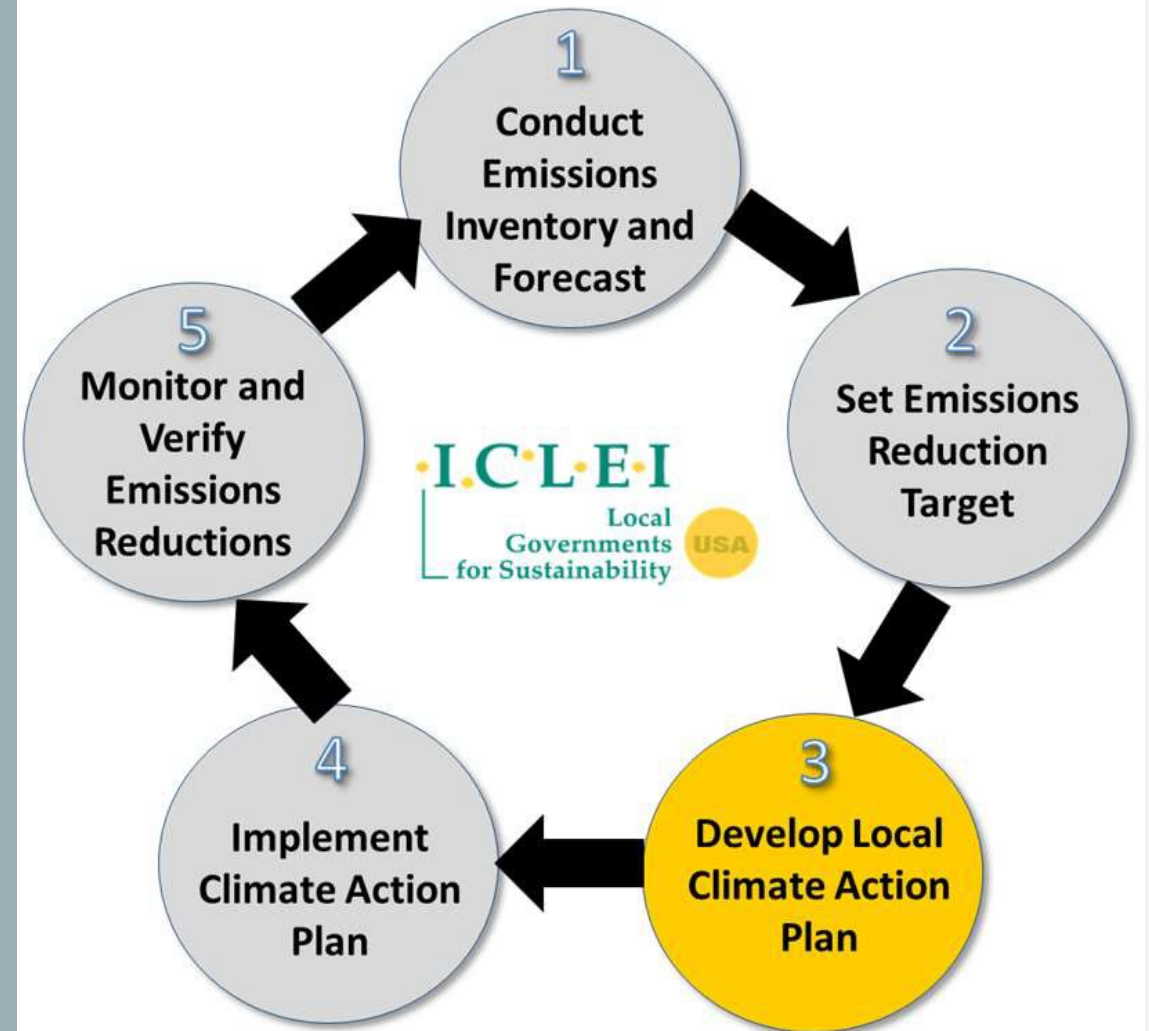 1
Conduct
Emissions
Inventory and
Forecast
2
Set Emissions
Reduction
Target
3
Develop Local
Climate Action
Plan
4
Implement
Climate Action
Plan
5
Monitor and
Verify
Emissions
Reductions
·I.C·L·E·I
Local
Governments USA
for Sustainability